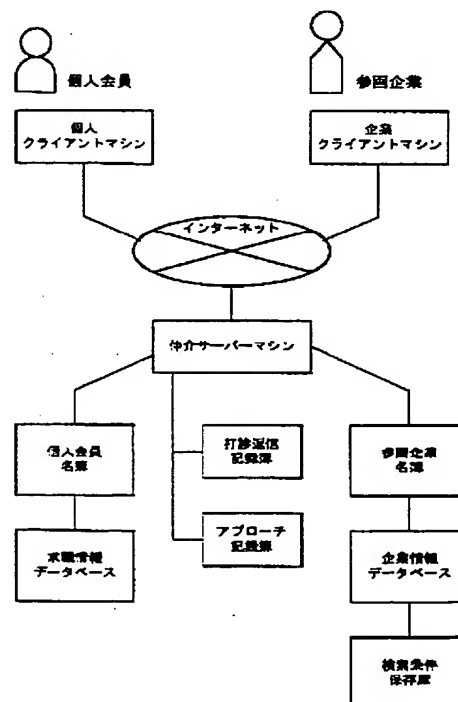 個人会員
参画企業
個人
クライアントマシン
企業
クライアントマシン
インターネット
仲介サーバーマシン
個人会員
名簿
打診返信
記録簿
参画企業
名簿
アプローチ
記録簿
求職情報
データベース
企業情報
データベース
検索条件
保存庫